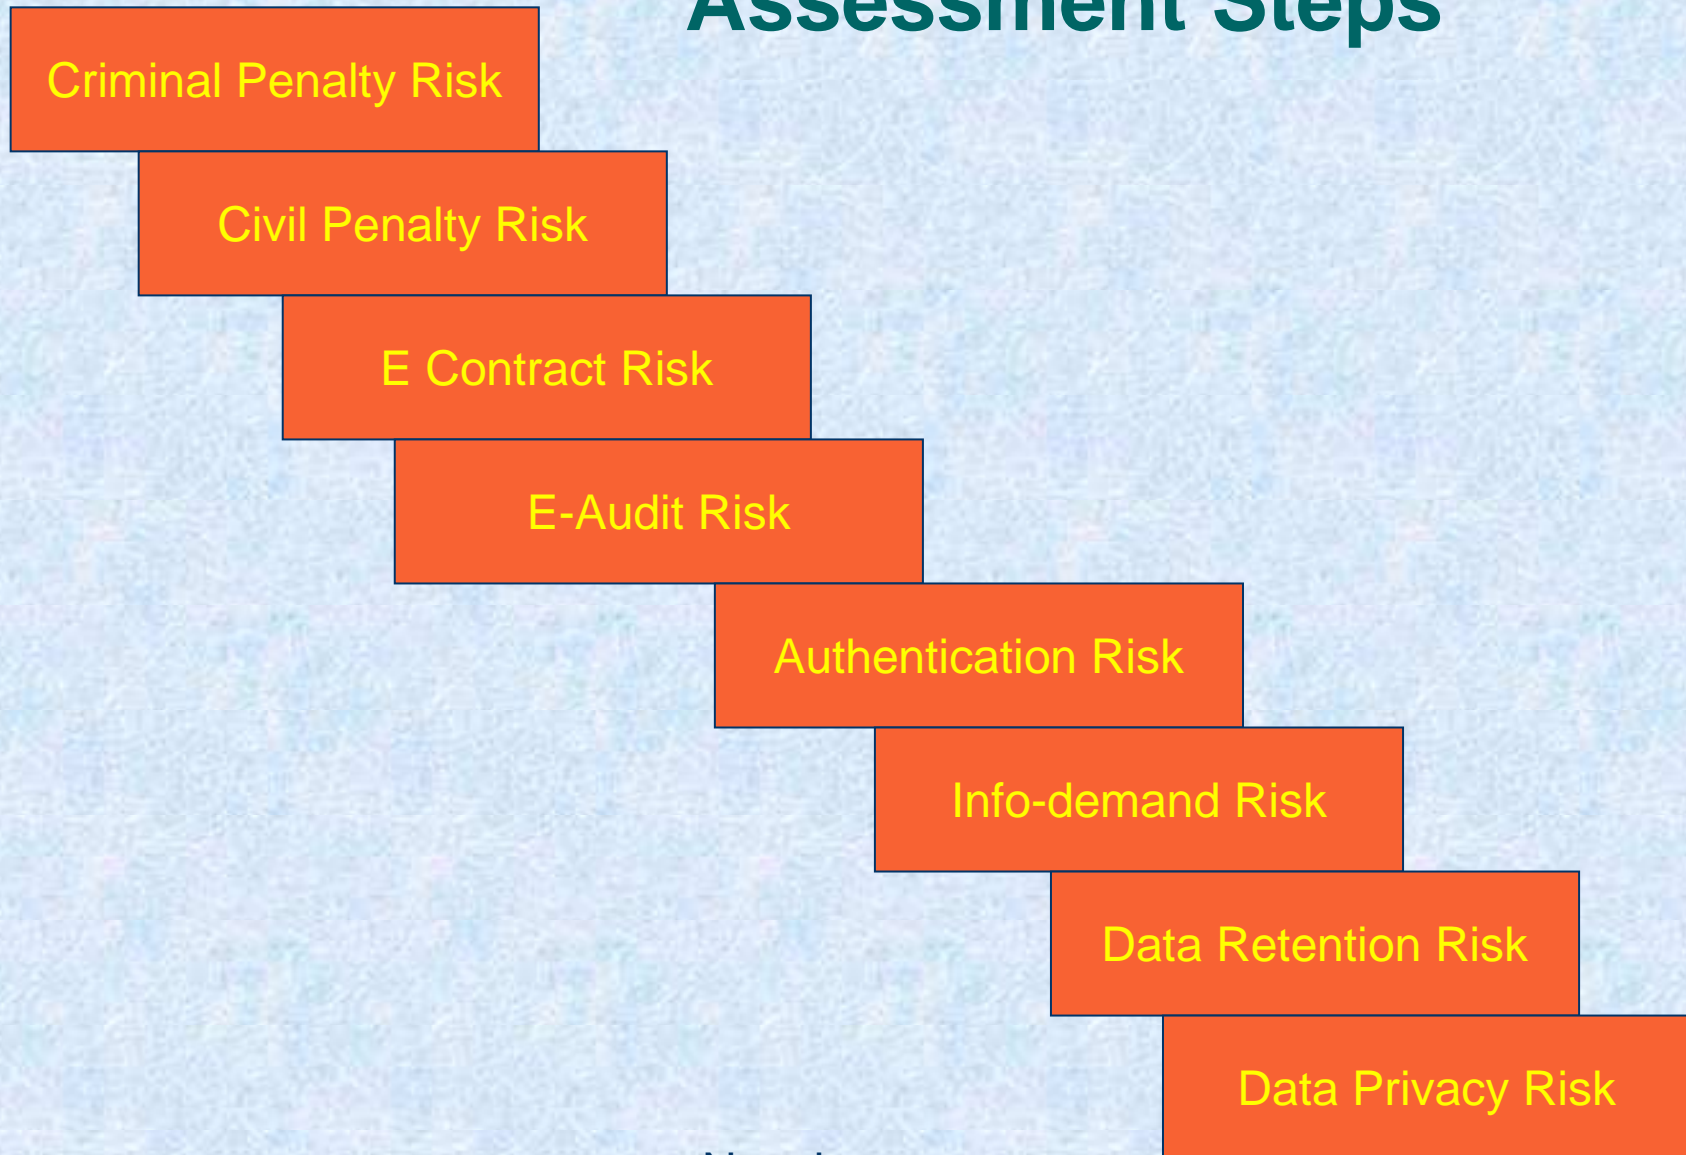 Assessment Steps
Criminal Penalty Risk
Civil Penalty Risk
E Contract Risk
E-Audit Risk
Authentication Risk
Info-demand Risk
Data Retention Risk
Data Privacy Risk